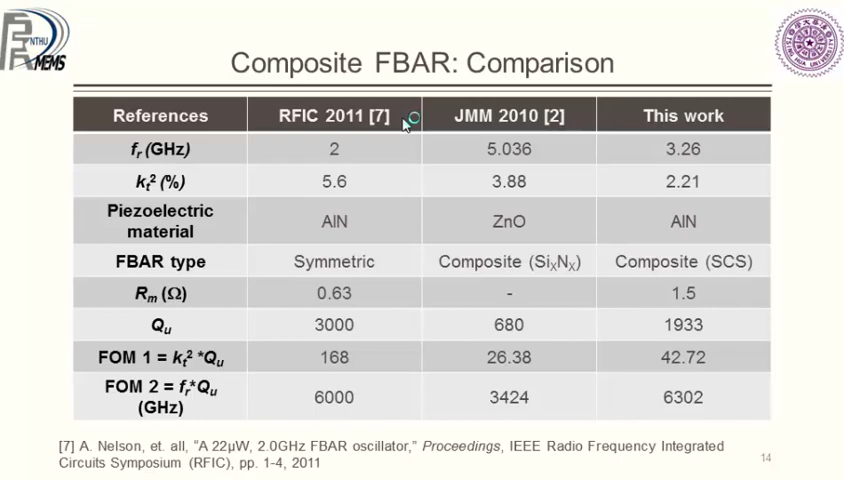 NTHU
MEMS
Composite FBAR: Comparison
References RFIC 2011 [7] JMM 2010 [2] This work
fr (GHz) 2 5.036 3.26
kt² (%) 5.6 3.88 2.21
Piezoelectric
material AlN ZnO AlN
FBAR type Symmetric Composite (SiXNX) Composite (SCS)
Rm (Ω) 0.63 - 1.5
Qu 3000 680 1933
FOM 1 = kt² *Qu 168 26.38 42.72
FOM 2 = fr*Qu
(GHz) 6000 3424 6302
[7] A. Nelson, et. all, “A 22µW, 2.0GHz FBAR oscillator,” Proceedings, IEEE Radio Frequency Integrated
Circuits Symposium (RFIC), pp. 1-4, 2011
14